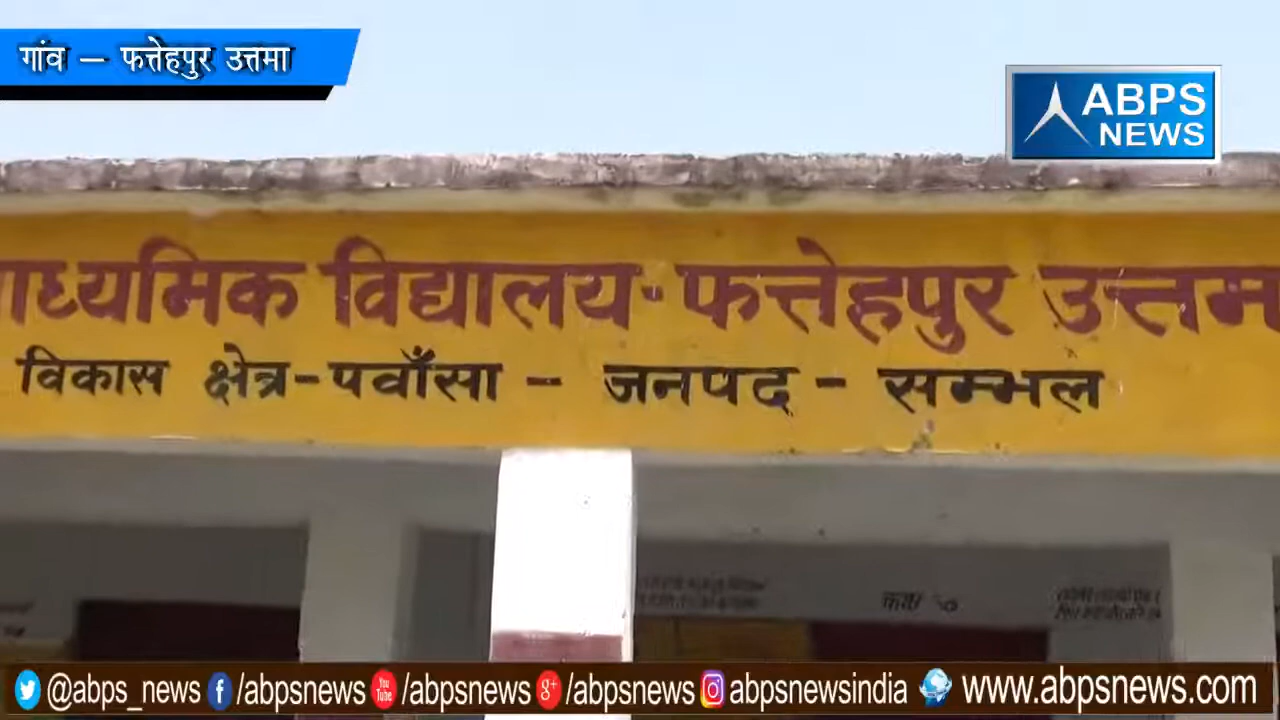 गांव – फत्तेहपुर उत्तमा
ABPS
NEWS
माध्यमिक विद्यालय-फत्तेहपुर उत्तमा
विकास क्षेत्र-पवाँसा - जनपद - सम्भल
कक्ष
@abps_news /abpsnews /abpsnews /abpsnews abpsnewsindia www.abpsnews.com